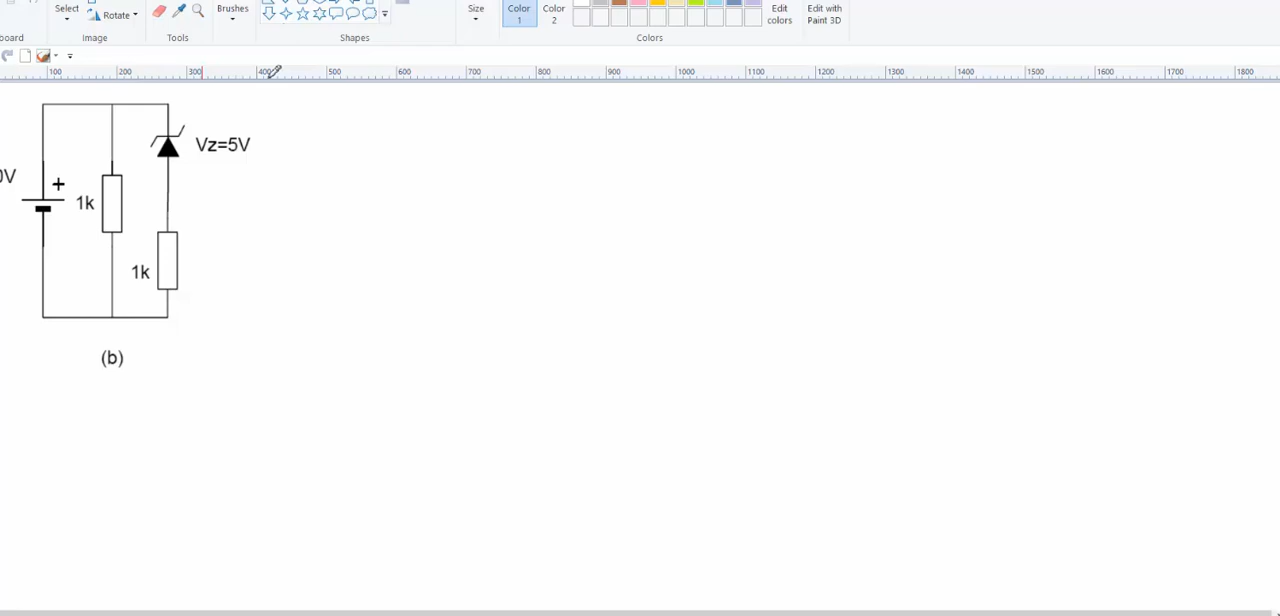 Select
Rotate
Image
Brushes
Tools
Shapes
Size
Color 1
Color 2
Edit colors
Edit with Paint 3D
Colors
100 200 300 400 500 600 700 800 900 1000 1100 1200 1300 1400 1500 1600 1700 1800
Vz=5V
+
1k
1k
(b)